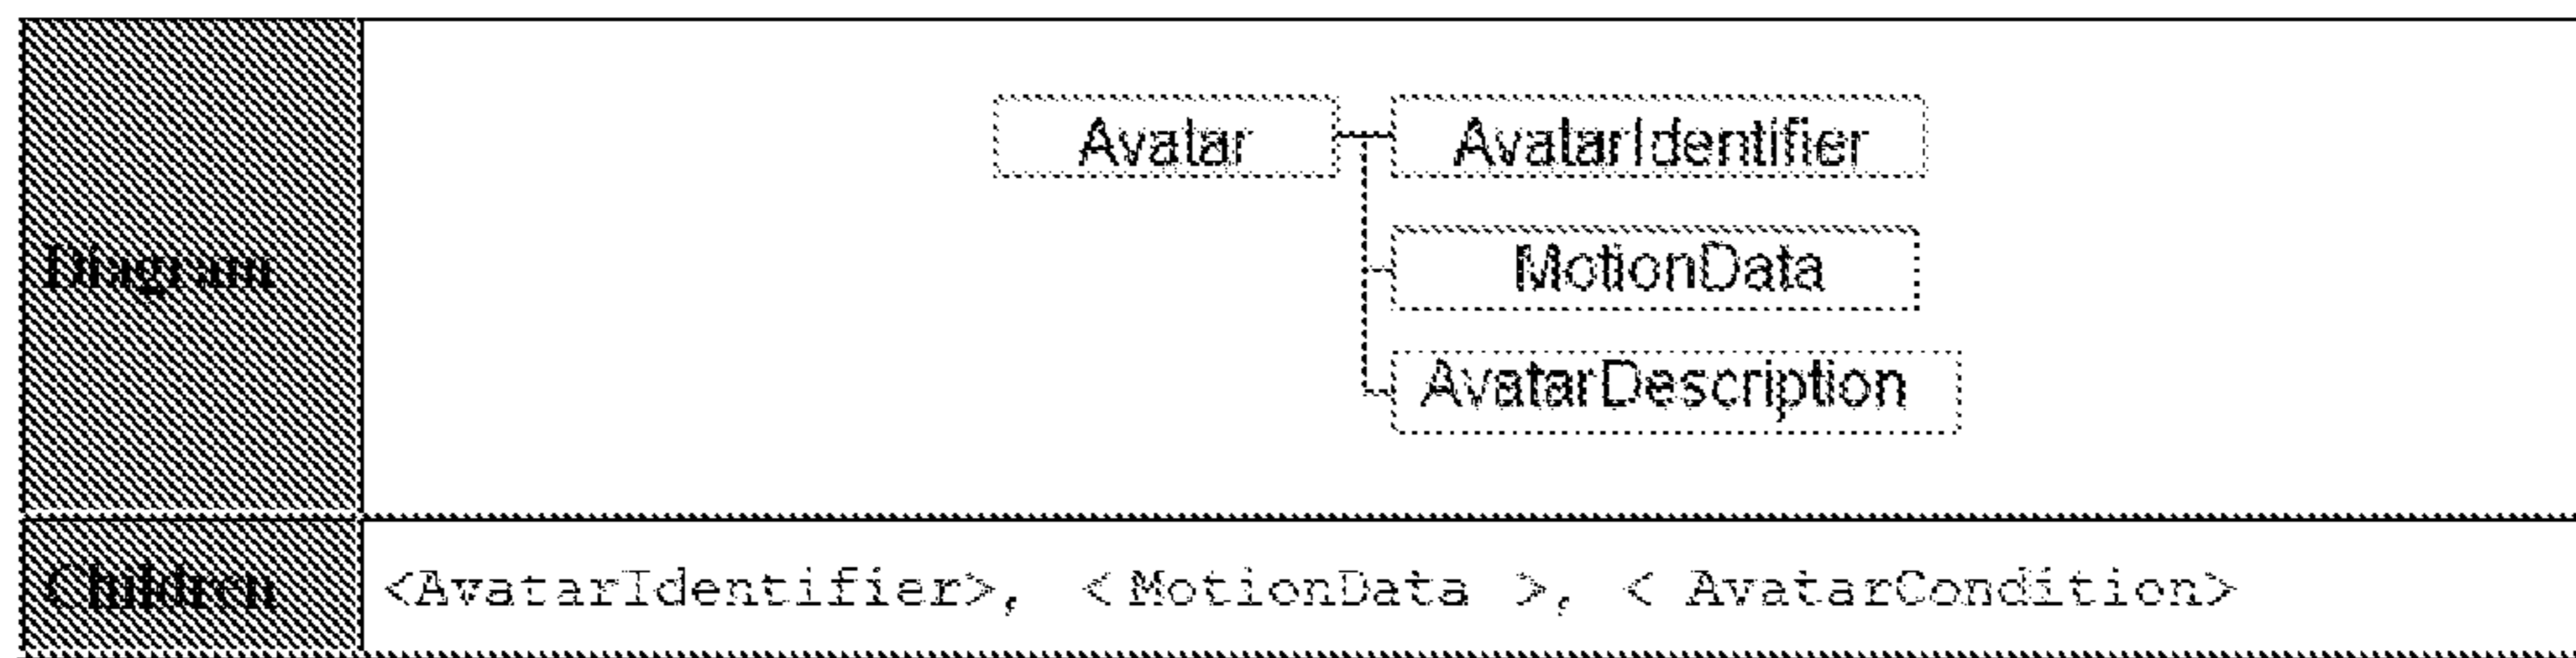 Avatar AvatarIdentifier
Diagram MotionData
AvatarDescription
Children <AvatarIdentifier>, < MotionData >, < AvatarCondition>